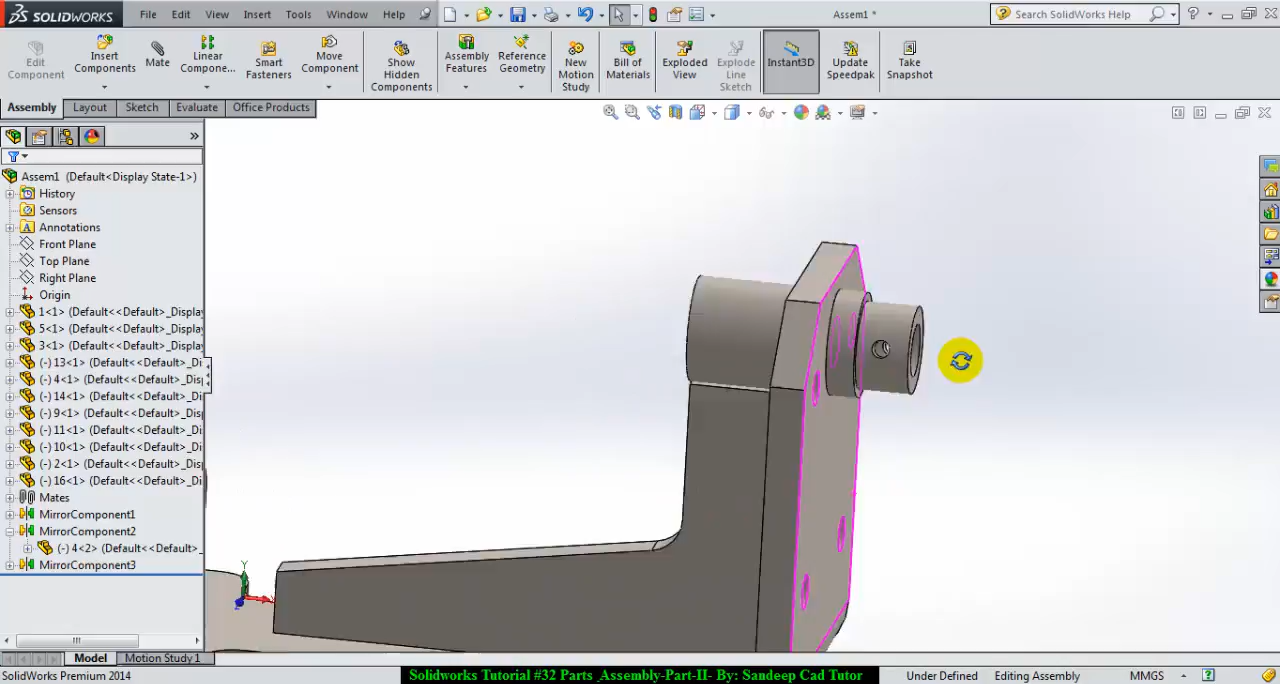 SOLIDWORKS File Edit View Insert Tools Window Help Assem1 * Search SolidWorks Help
Edit Component
Insert Components
Mate
Linear Compone...
Smart Fasteners
Move Component
Show Hidden Components
Assembly Features
Reference Geometry
New Motion Study
Bill of Materials
Exploded View
Explode Line Sketch
Instant3D
Update Speedpak
Take Snapshot
Assembly Layout Sketch Evaluate Office Products
Assem1 (Default<Display State-1>)
History
Sensors
Annotations
Front Plane
Top Plane
Right Plane
Origin
1<1> (Default<<Default>_Display
5<1> (Default<<Default>_Display
3<1> (Default<<Default>_Display
(-) 13<1> (Default<<Default>_Di
(-) 4<1> (Default<<Default>_Disp
(-) 14<1> (Default<<Default>_Di
(-) 9<1> (Default<<Default>_Disp
(-) 11<1> (Default<<Default>_Di
(-) 10<1> (Default<<Default>_Di
(-) 2<1> (Default<<Default>_Disp
(-) 16<1> (Default<<Default>_Di
Mates
MirrorComponent1
MirrorComponent2
(-) 4<2> (Default<<Default>_
MirrorComponent3
Y
Model Motion Study 1
SolidWorks Premium 2014 Solidworks Tutorial #32 Parts Assembly-Part-II- By: Sandeep Cad Tutor Under Defined Editing Assembly MMGS